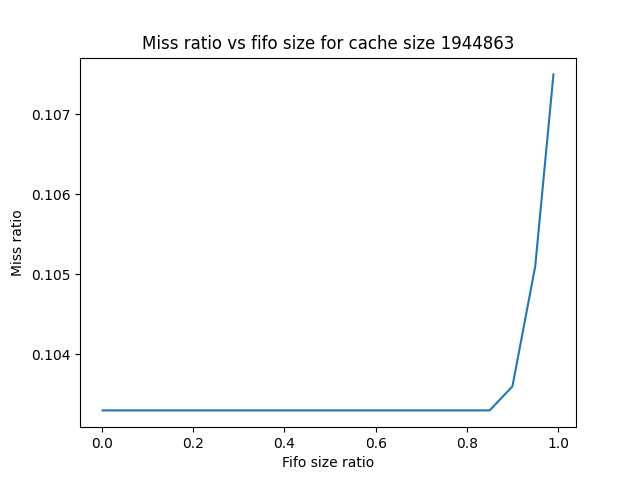 Miss ratio vs fifo size for cache size 1944863
0.107
0.106
0.105
0.104
Miss ratio
0.0 0.2 0.4 0.6 0.8 1.0
Fifo size ratio